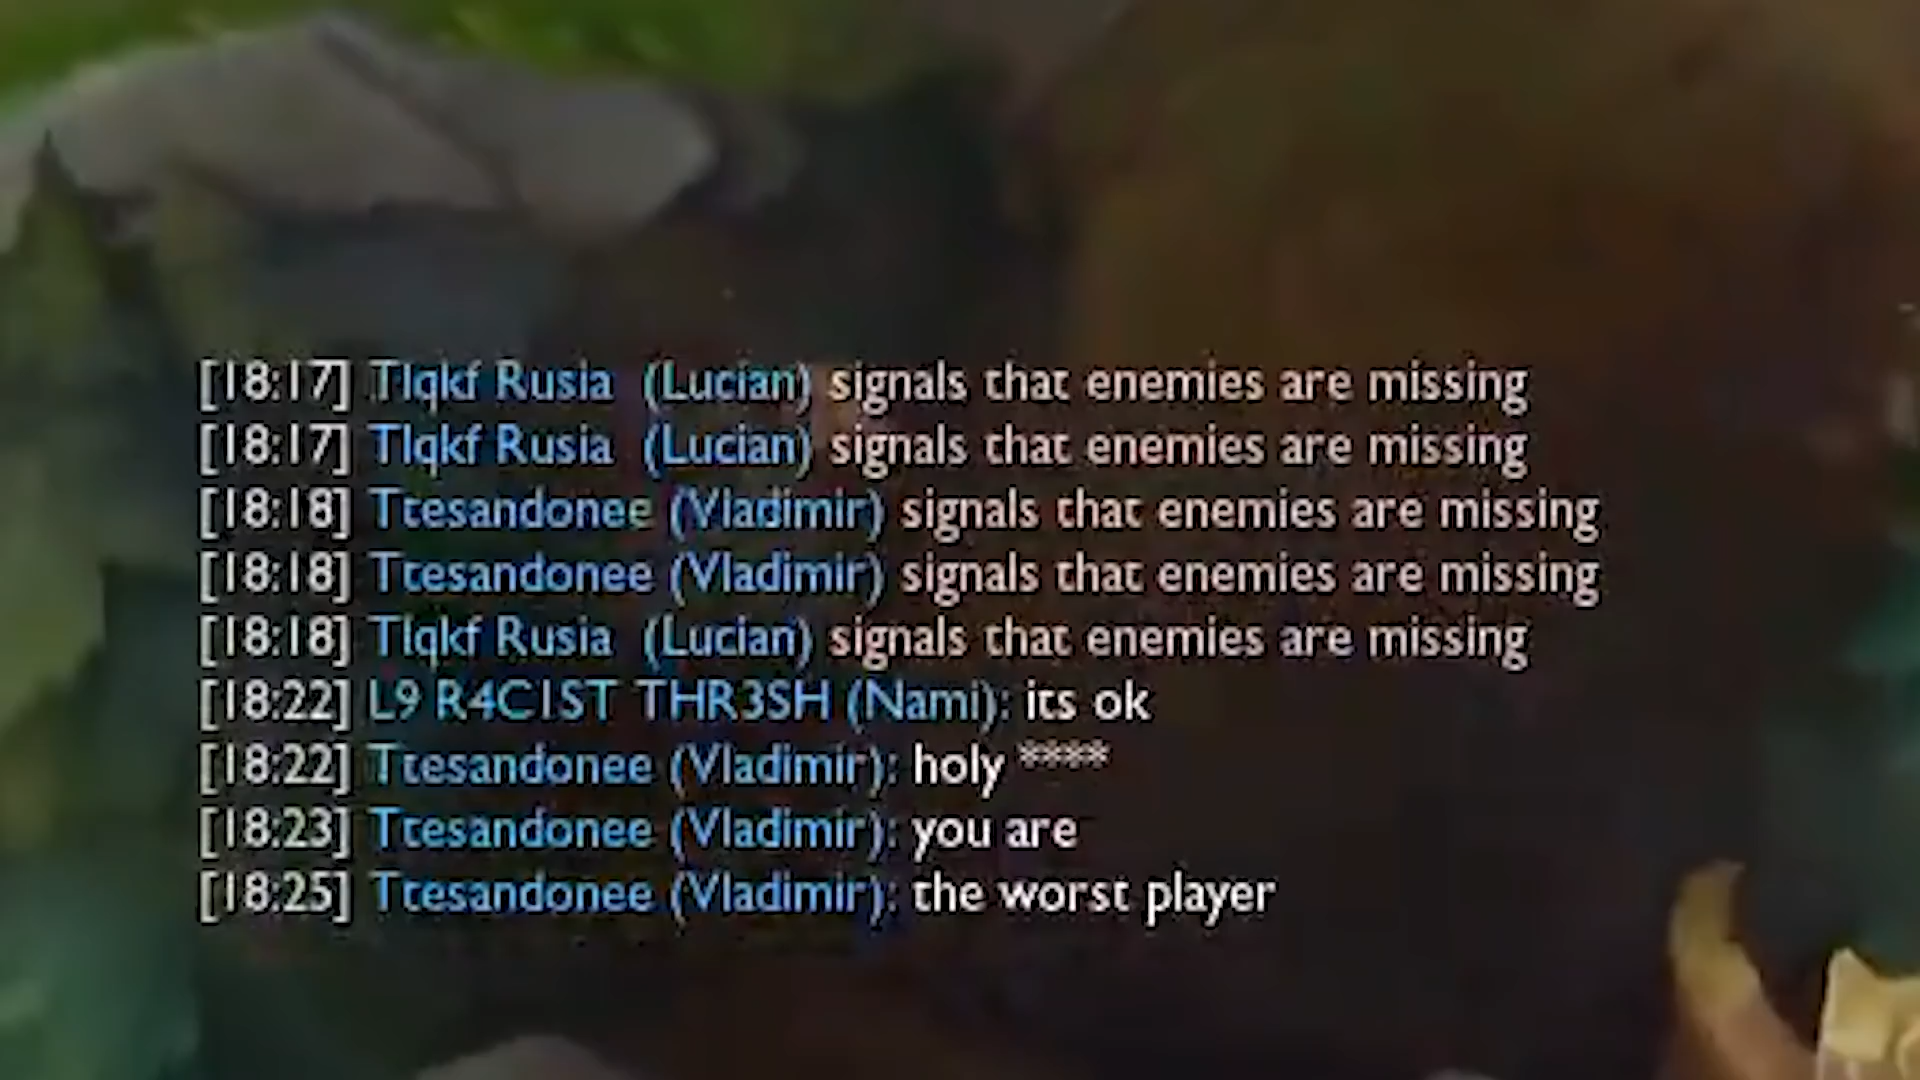 [18:17] Tlqkf Rusia  (Lucian) signals that enemies are missing
[18:17] Tlqkf Rusia  (Lucian) signals that enemies are missing
[18:18] Ttesandonee (Vladimir) signals that enemies are missing
[18:18] Ttesandonee (Vladimir) signals that enemies are missing
[18:18] Tlqkf Rusia  (Lucian) signals that enemies are missing
[18:22] L9 R4C1ST THR3SH (Nami): its ok
[18:22] Ttesandonee (Vladimir): holy ****
[18:23] Ttesandonee (Vladimir): you are
[18:25] Ttesandonee (Vladimir): the worst player